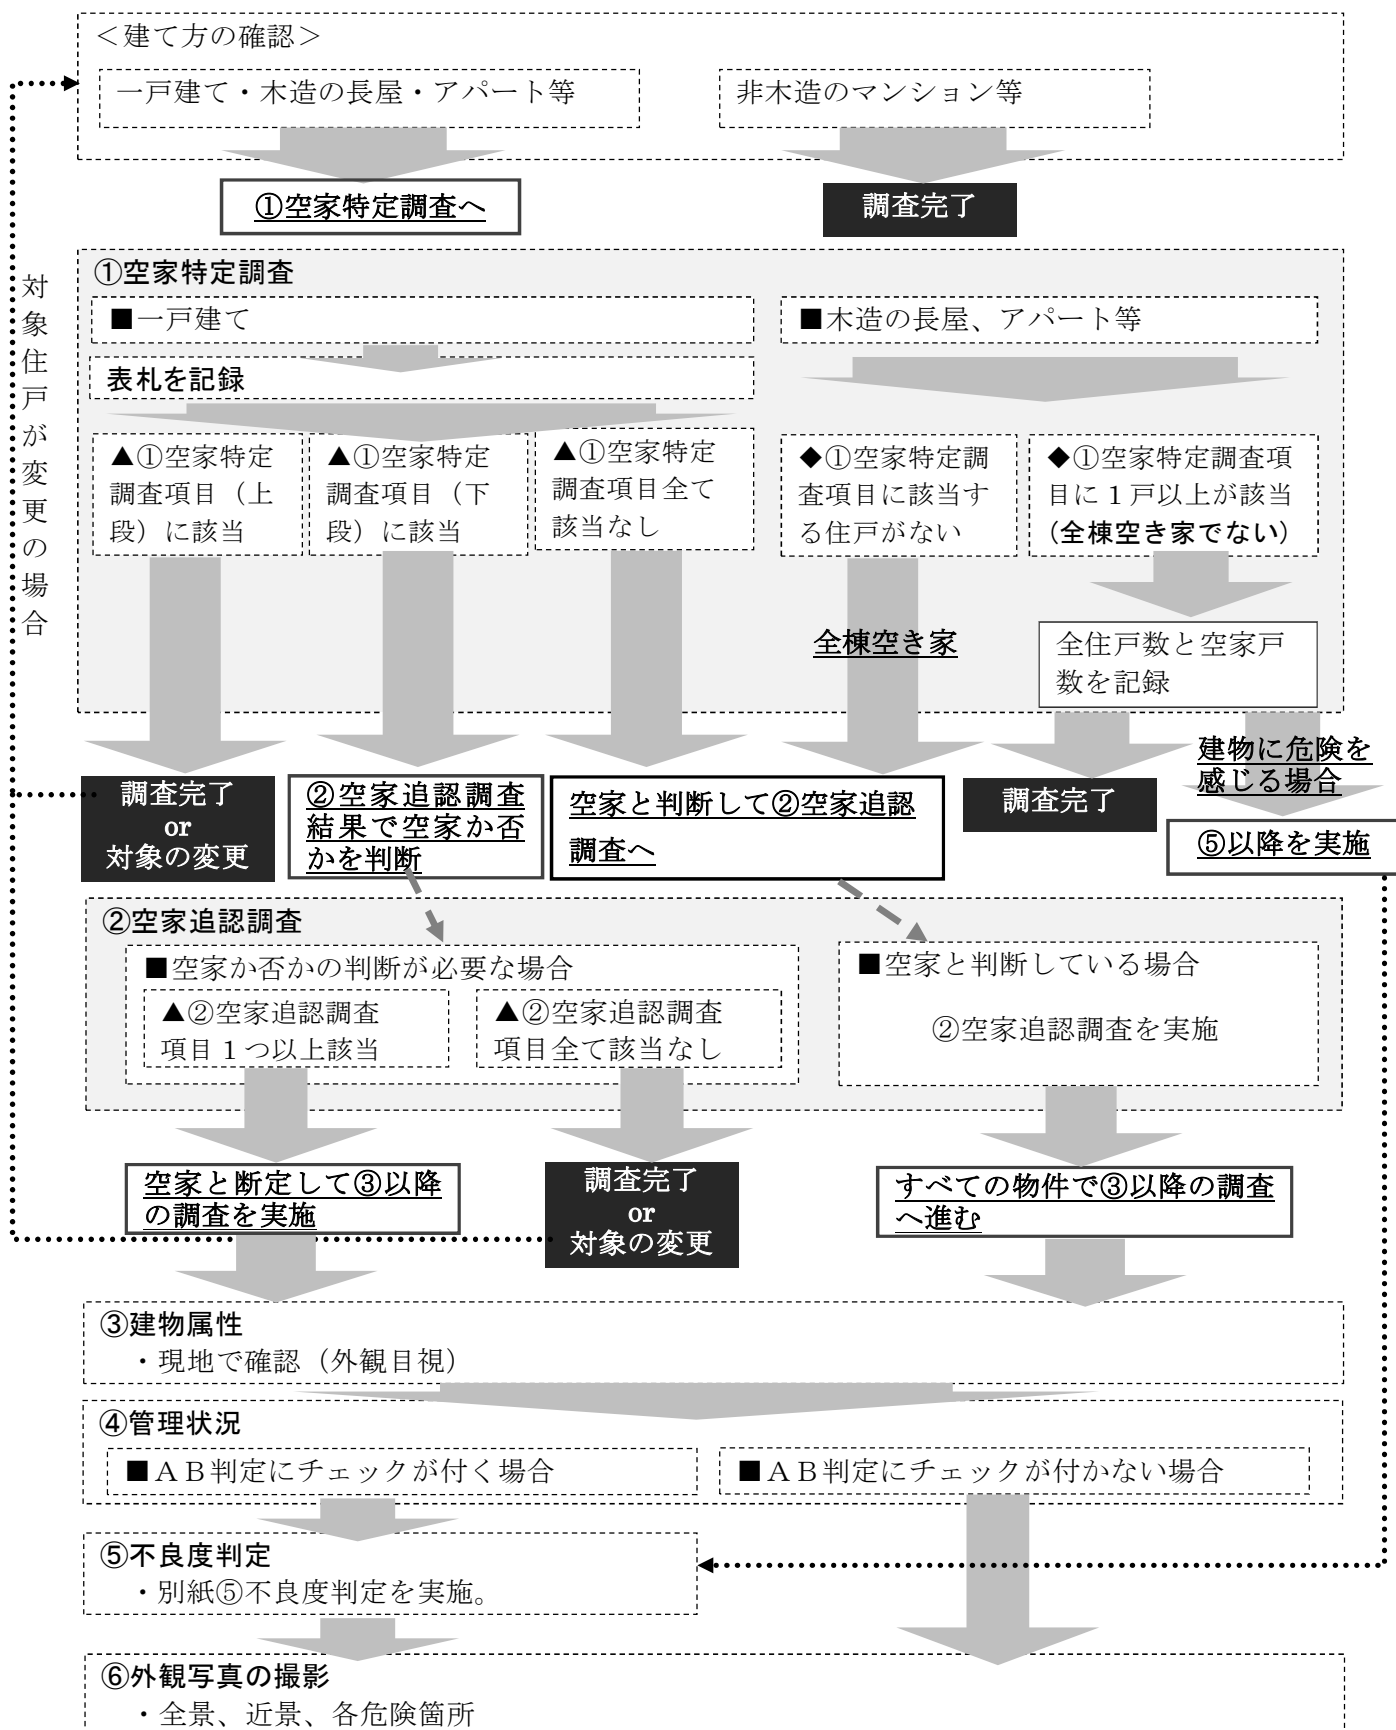 ＜建て方の確認＞
一戸建て・木造の長屋・アパート等
非木造のマンション等
①空家特定調査へ
調査完了
対象住戸が変更の場合
①空家特定調査
■一戸建て
■木造の長屋、アパート等
表札を記録
▲①空家特定
調査項目（上
段）に該当
▲①空家特定
調査項目（下
段）に該当
▲①空家特定
調査項目全て
該当なし
◆①空家特定調
査項目に該当す
る住戸がない
◆①空家特定調査項
目に１戸以上が該当
（全棟空き家でない）
全棟空き家
全住戸数と空家戸
数を記録
調査完了
or
対象の変更
②空家追認調査
結果で空家か否
かを判断
空家と判断して②空家追認
調査へ
調査完了
建物に危険を
感じる場合
⑤以降を実施
②空家追認調査
■空家か否かの判断が必要な場合
▲②空家追認調査
項目１つ以上該当
▲②空家追認調査
項目全て該当なし
■空家と判断している場合
②空家追認調査を実施
空家と断定して③以降
の調査を実施
調査完了
or
対象の変更
すべての物件で③以降の調査
へ進む
③建物属性
・現地で確認（外観目視）
④管理状況
■ＡＢ判定にチェックが付く場合
■ＡＢ判定にチェックが付かない場合
⑤不良度判定
・別紙⑤不良度判定を実施。
⑥外観写真の撮影
・全景、近景、各危険箇所